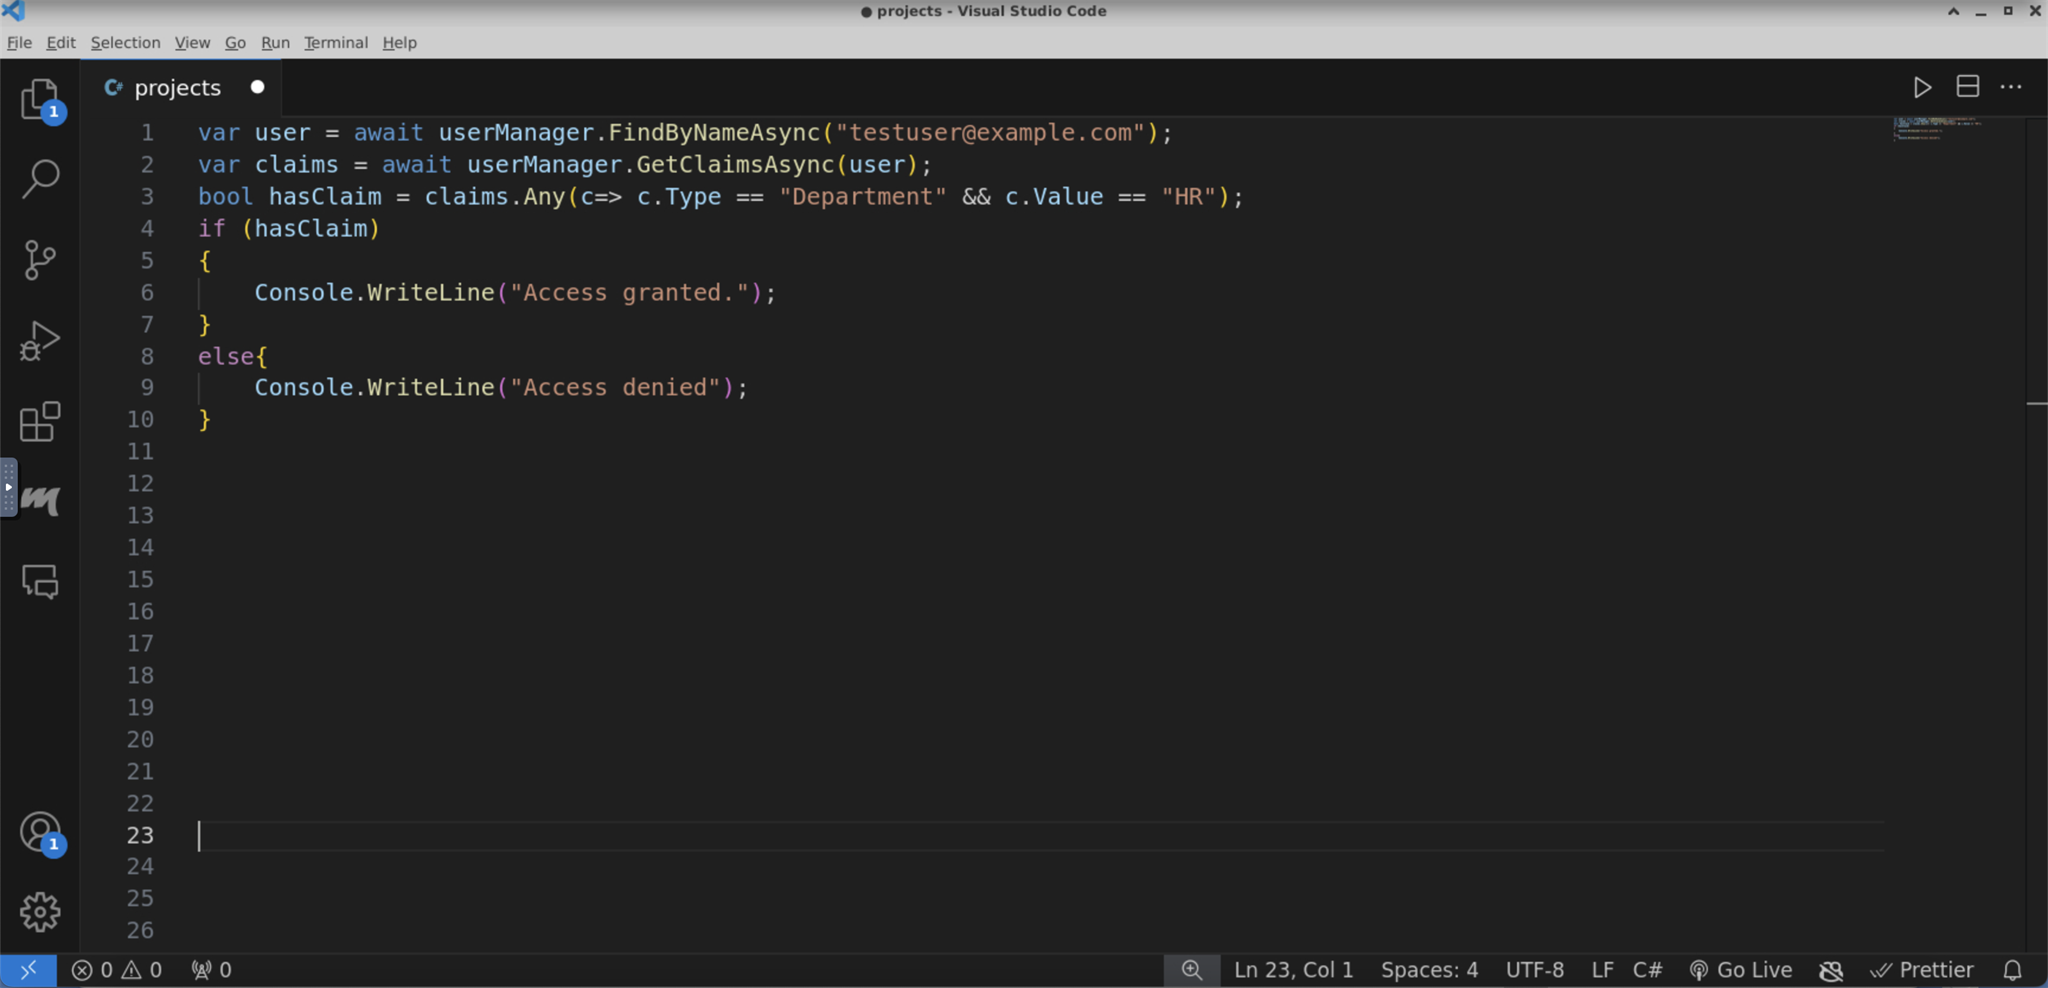 ● projects - Visual Studio Code
File Edit Selection View Go Run Terminal Help
C# projects
1 var user = await userManager.FindByNameAsync("testuser@example.com");
2 var claims = await userManager.GetClaimsAsync(user);
3 bool hasClaim = claims.Any(c=> c.Type == "Department" && c.Value == "HR");
4 if (hasClaim)
5 {
6     Console.WriteLine("Access granted.");
7 }
8 else{
9     Console.WriteLine("Access denied");
10 }
11
12
13
14
15
16
17
18
19
20
21
22
23
24
25
26
1
1
0 0 0 Ln 23, Col 1 Spaces: 4 UTF-8 LF C# Go Live Prettier